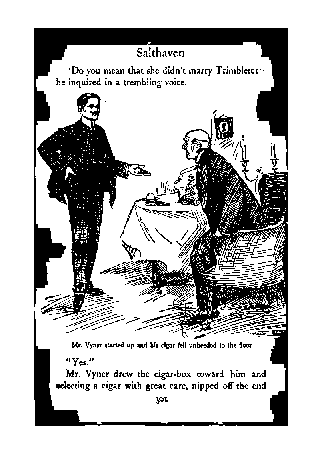 Salthaven
"Do you mean that she didn't marry Trimblett?"
he inquired in a trembling voice.
Mr. Vyner started up and his cigar fell unheeded to the floor
"Yes."
Mr. Vyner drew the cigar-box toward him and
selecting a cigar with great care, nipped off the end
301